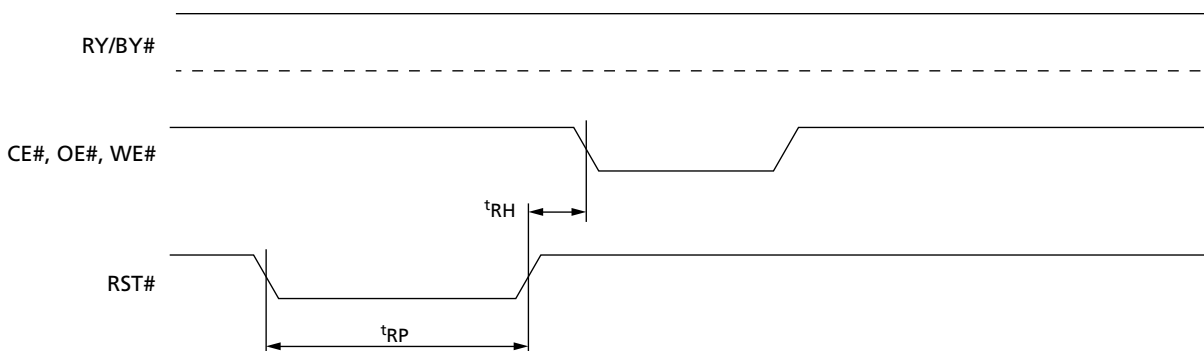 RY/BY#
CE#, OE#, WE#
tRH
RST#
tRP